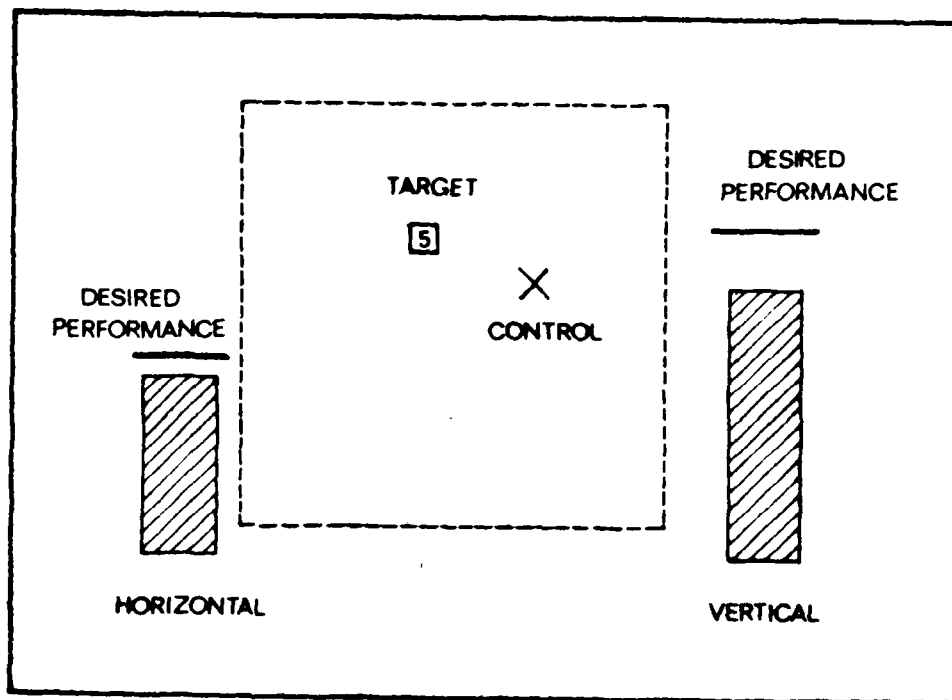 TARGET
5
CONTROL
DESIRED
PERFORMANCE
HORIZONTAL
DESIRED
PERFORMANCE
VERTICAL